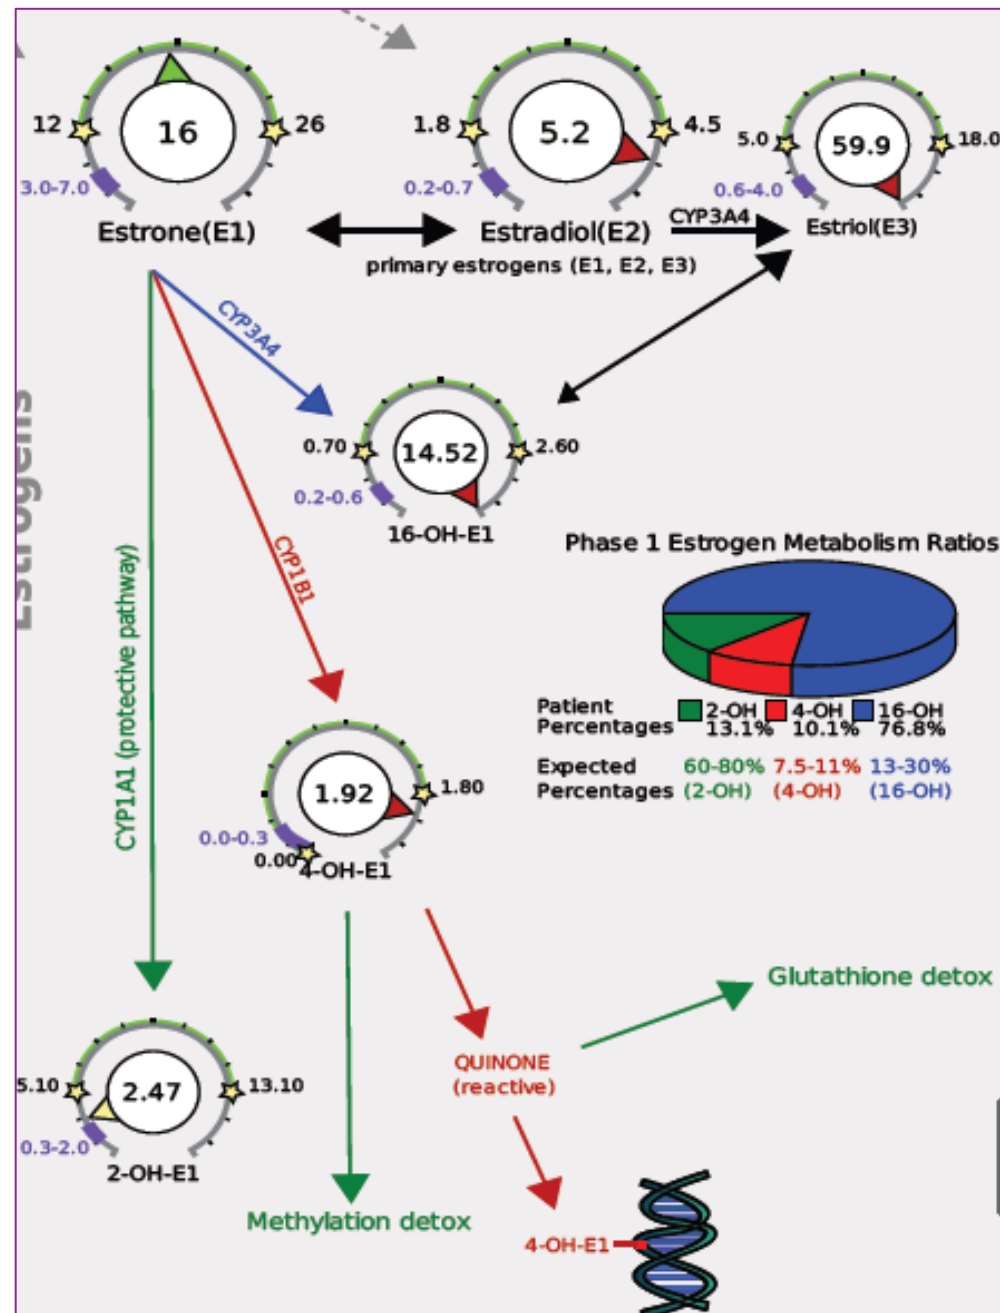 16
12
26
3.0-7.0
Estrone(E1)
5.2
1.8
4.5
0.2-0.7
Estradiol(E2)
CYP3A4
59.9
5.0
18.0
0.6-4.0
Estriol(E3)
primary estrogens (E1, E2, E3)
CYP3A4
14.52
0.70
2.60
0.2-0.6
16-OH-E1
Estrogens
CYP1B1
CYP1A1 (protective pathway)
Phase 1 Estrogen Metabolism Ratios
Patient 2-OH 4-OH 16-OH
Percentages 13.1% 10.1% 76.8%
Expected 60-80% 7.5-11% 13-30%
Percentages (2-OH) (4-OH) (16-OH)
1.92
1.80
0.0-0.3
0.00
4-OH-E1
Glutathione detox
QUINONE
(reactive)
2.47
5.10
13.10
0.3-2.0
2-OH-E1
Methylation detox
4-OH-E1